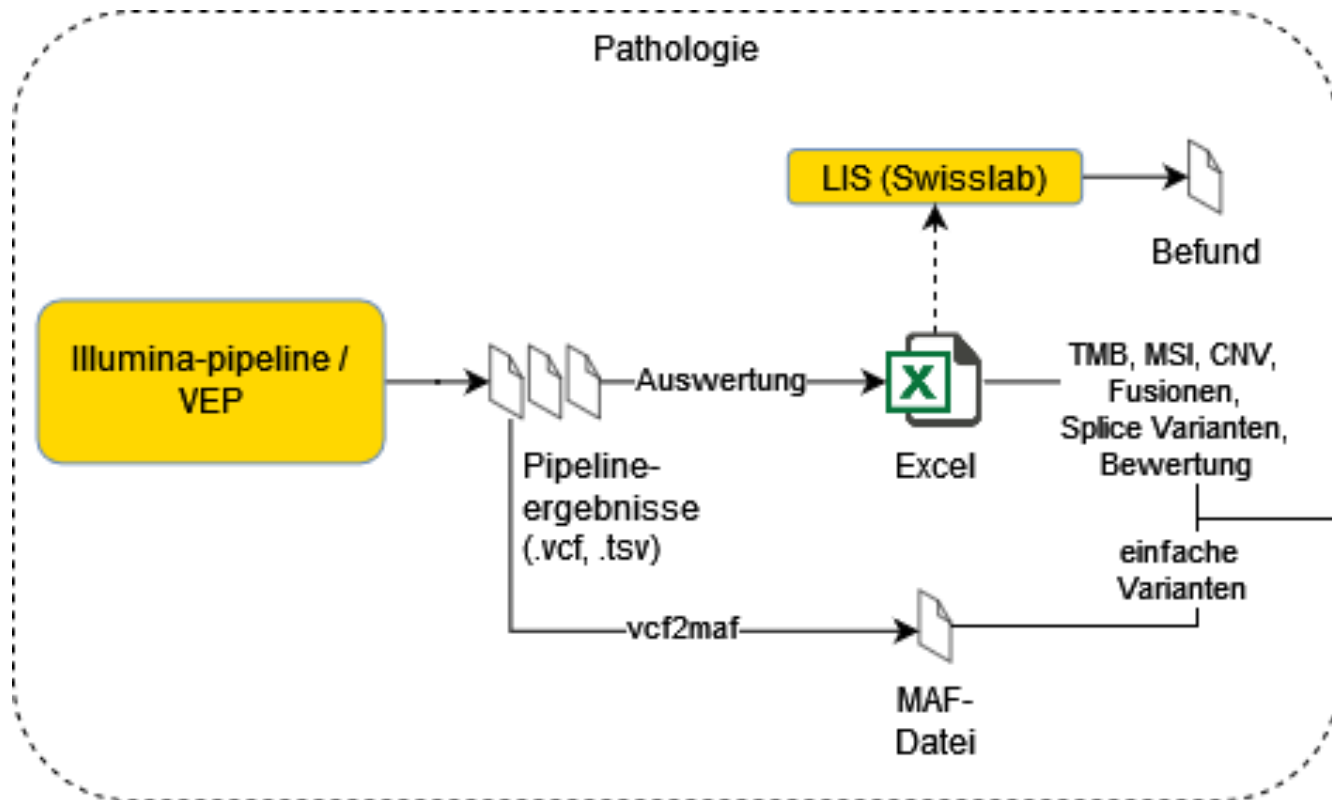 Pathologie
LIS (Swisslab)
Befund
Illumina-pipeline /
VEP
Auswertung
X
TMB, MSI, CNV,
Fusionen,
Splice Varianten,
Bewertung
Pipeline-
ergebnisse
(.vcf, .tsv)
Excel
einfache
Varianten
vcf2maf
MAF-
Datei